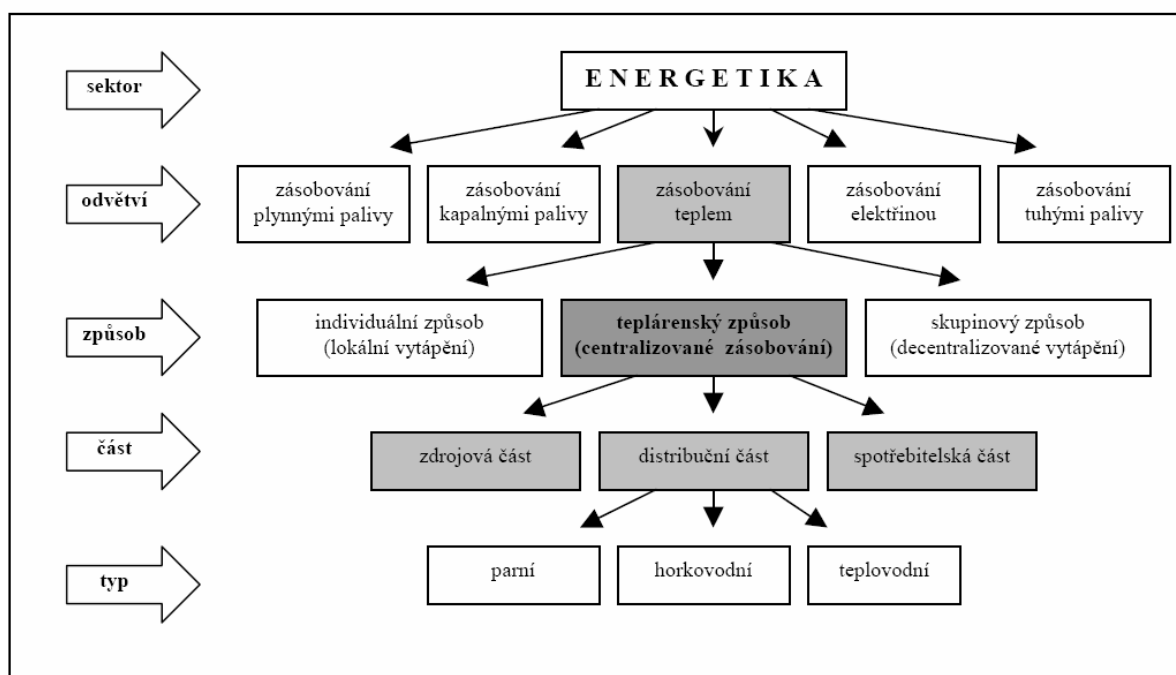 sektor
E N E R G E T I K A
odvětví
zásobování
plynnými palivy
zásobování
kapalnými palivy
zásobování
teplem
zásobování
elektřinou
zásobování
tuhými palivy
způsob
individuální způsob
(lokální vytápění)
teplárenský způsob
(centralizované zásobování)
skupinový způsob
(decentralizované vytápění)
část
zdrojová část
distribuční část
spotřebitelská část
typ
parní
horkovodní
teplovodní